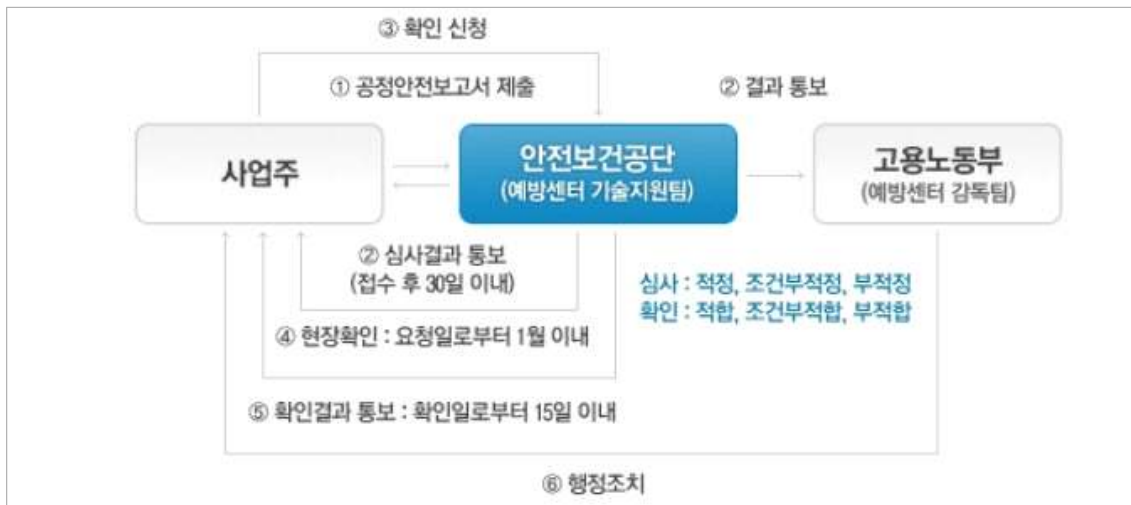 ③ 확인 신청
① 공정안전보고서 제출
② 결과 통보
사업주
안전보건공단
(예방센터 기술지원팀)
고용노동부
(예방센터 감독팀)
② 심사결과 통보
(접수 후 30일 이내)
심사 : 적정, 조건부적정, 부적정
확인 : 적합, 조건부적합, 부적합
④ 현장확인 : 요청일로부터 1월 이내
⑤ 확인결과 통보 : 확인일로부터 15일 이내
⑥ 행정조치